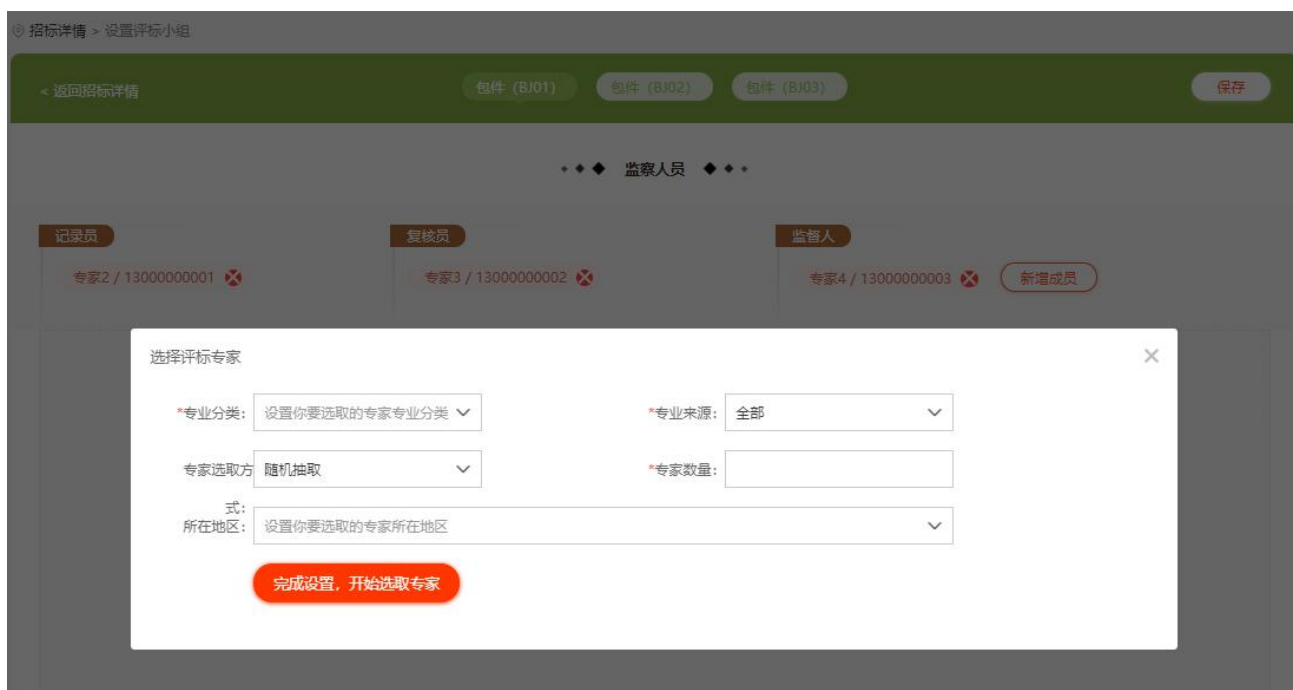 招标详情 > 设置评标小组
< 返回招标详情 包件 (BJ01) 包件 (BJ02) 包件 (BJ03) 保存
监察人员
记录员 复核员 监督人
专家2 / 13000000001 专家3 / 13000000002 专家4 / 13000000003 新增成员
选择评标专家
*专业分类: 设置你要选取的专家专业分类 *专业来源: 全部
专家选取方 随机抽取 *专家数量:
式:
所在地区: 设置你要选取的专家所在地区
完成设置，开始选取专家